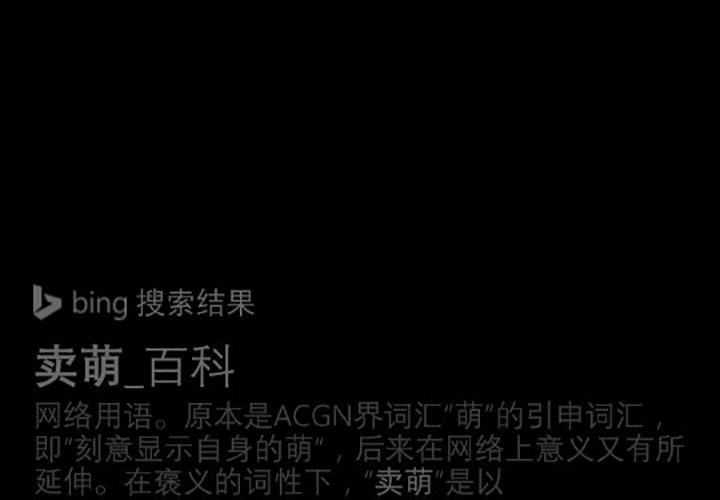 bing 搜索结果
卖萌_百科
网络用语。原本是ACGN界词汇“萌”的引申词汇，
即“刻意显示自身的萌”，后来在网络上意义又有所
延伸。在褒义的词性下，“卖萌“是以